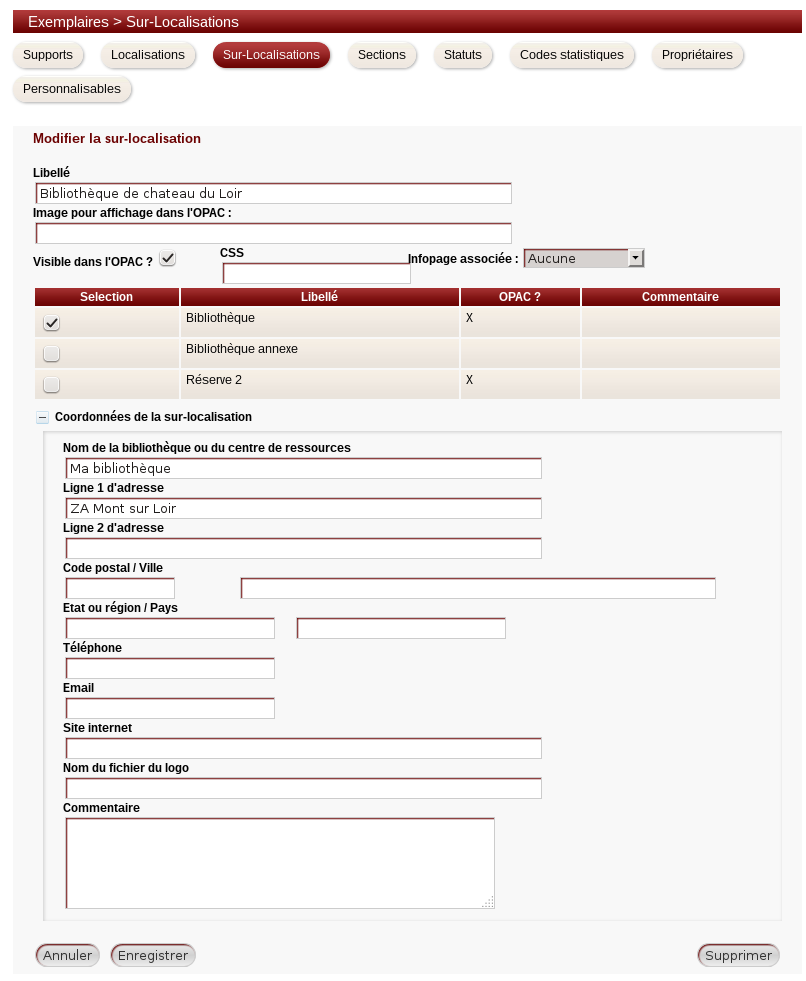 Exemplaires > Sur-Localisations
Supports Localisations Sur-Localisations Sections Statuts Codes statistiques Propriétaires
Personnalisables
Modifier la sur-localisation
Libellé
Bibliothèque de chateau du Loir
Image pour affichage dans l'OPAC :
Visible dans l'OPAC ? CSS Infopage associée : Aucune
Selection Libellé OPAC ? Commentaire
Bibliothèque X
Bibliothèque annexe
Réserve 2 X
Coordonnées de la sur-localisation
Nom de la bibliothèque ou du centre de ressources
Ma bibliothèque
Ligne 1 d'adresse
ZA Mont sur Loir
Ligne 2 d'adresse
Code postal / Ville
Etat ou région / Pays
Téléphone
Email
Site internet
Nom du fichier du logo
Commentaire
Annuler Enregistrer Supprimer